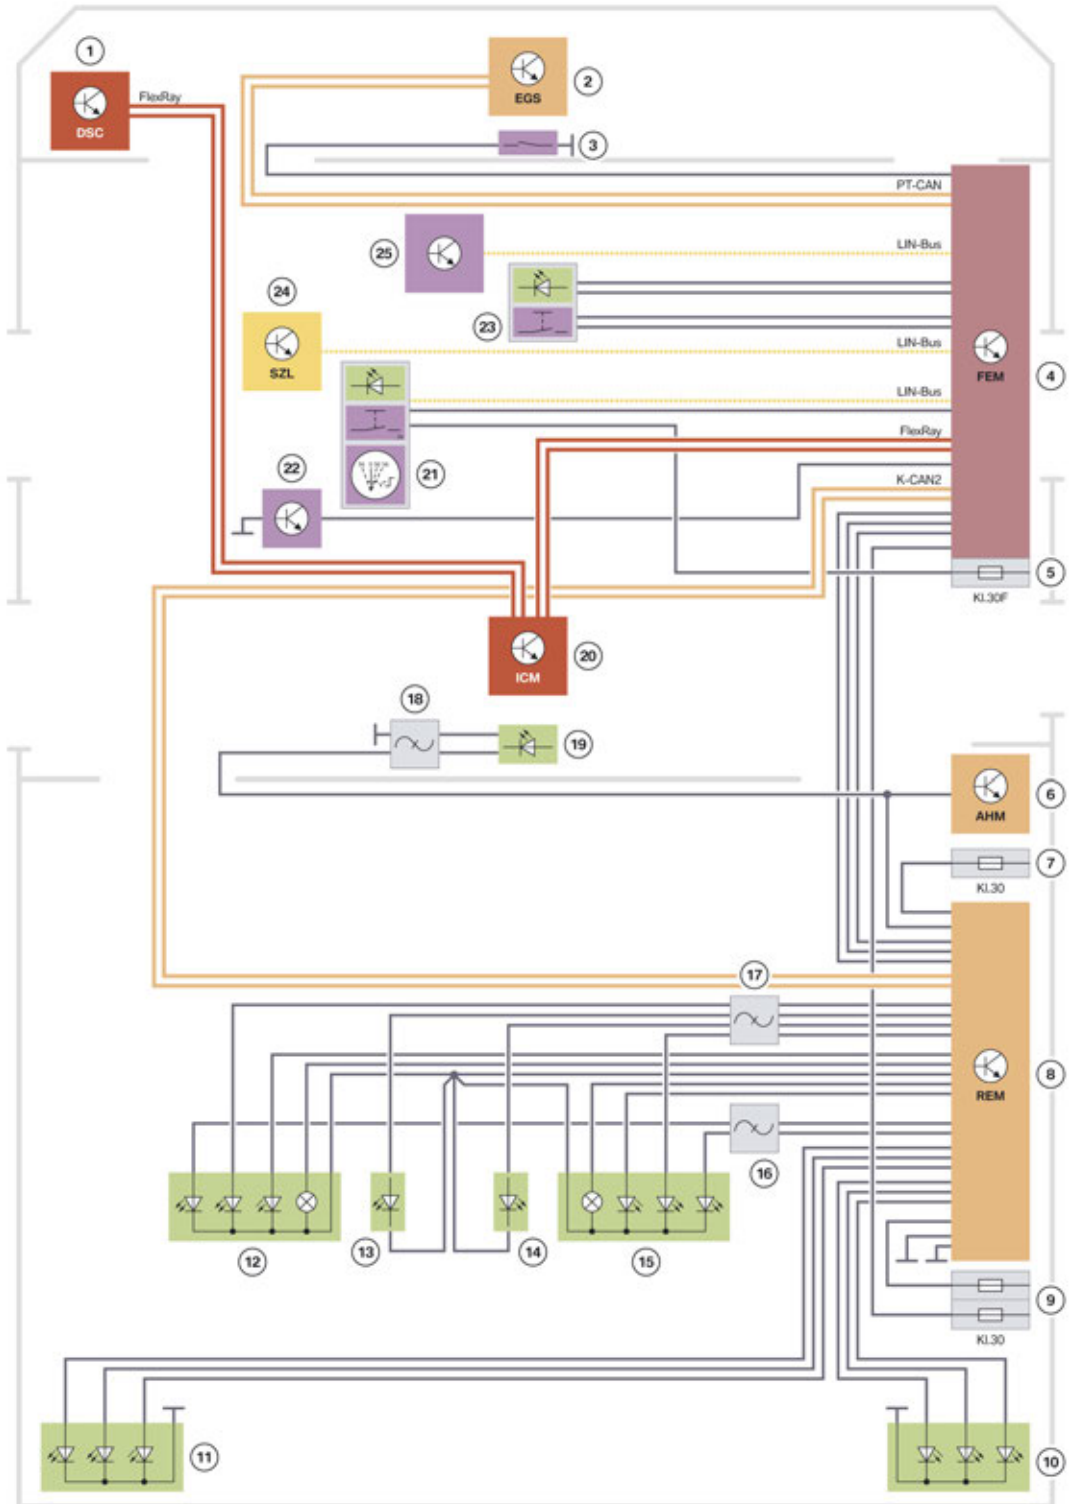 1
DSC
FlexRay
EGS
2
3
PT-CAN
25
LIN-Bus
24
23
SZL
LIN-Bus
FEM
4
LIN-Bus
FlexRay
22
21
K-CAN2
5
Kl.30F
ICM
20
18
19
AHM
6
7
Kl.30
17
REM
8
16
12
13
14
15
9
Kl.30
11
10